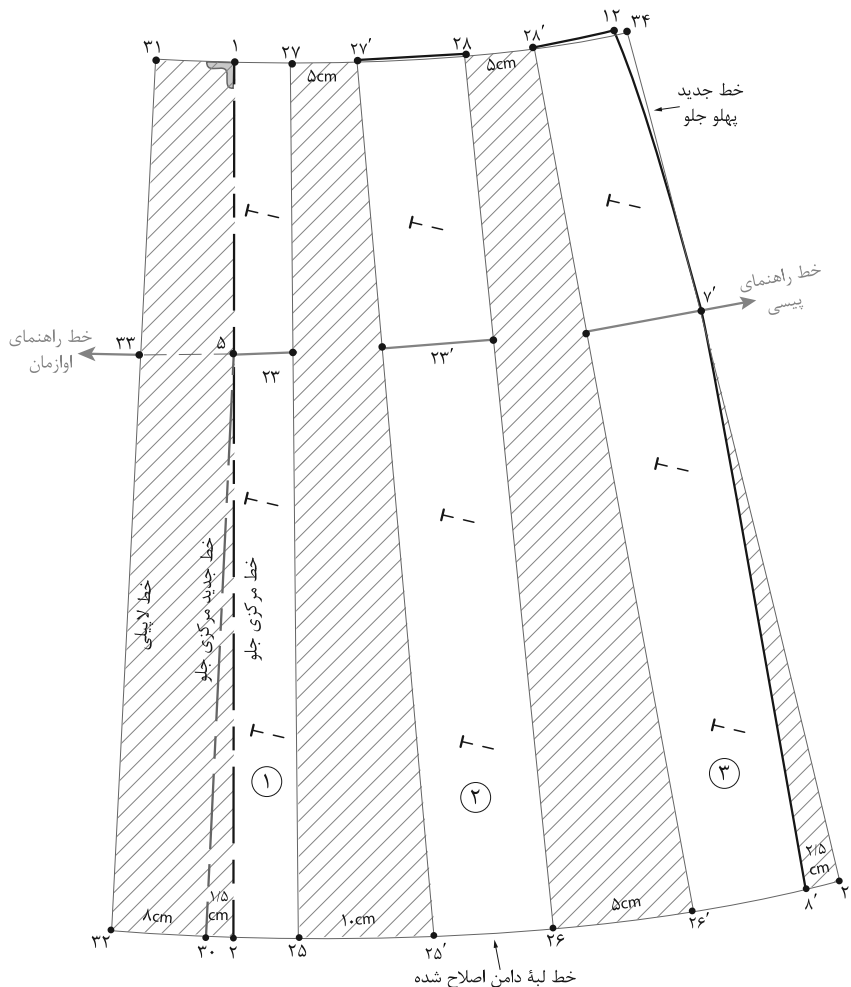 ۳۱
۱
۲۷
۲۷′
۲۸
۲۸′
۱۲
۳۴
۵cm
۵cm
خط جدید
پهلو جلو
خط راهنمای
پیسی
۷′
خط راهنمای
اوازمان
۳۳
۵
۲۳
۲۳′
خط لاپیلی
خط جدید مرکزی جلو
خط مرکزی جلو
۱
۲
۳
۸cm
۱/۵
cm
۱۰cm
۵cm
۲/۵
cm
۳۲
۳۰
۲
۲۵
۲۵′
۲۶
۲۶′
۸′
۲
خط لبهٔ دامن اصلاح شده